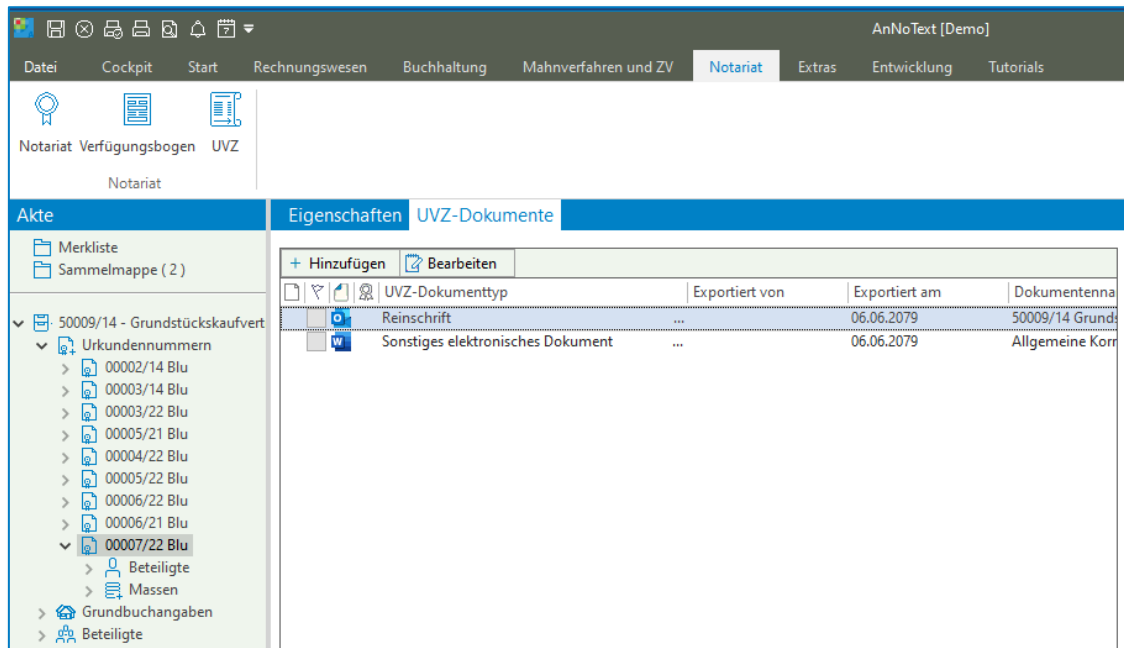 AnNoText [Demo]
Datei Cockpit Start Rechnungswesen Buchhaltung Mahnverfahren und ZV Notariat Extras Entwicklung Tutorials
Notariat Verfügungsbogen UVZ
Notariat
Akte
Merkliste
Sammelmappe ( 2 )
50009/14 - Grundstückskaufvert
Urkundennummern
00002/14 Blu
00003/14 Blu
00003/22 Blu
00005/21 Blu
00004/22 Blu
00005/22 Blu
00006/22 Blu
00006/21 Blu
00007/22 Blu
Beteiligte
Massen
Grundbuchangaben
Beteiligte
Eigenschaften UVZ-Dokumente
+ Hinzufügen Bearbeiten
UVZ-Dokumenttyp Exportiert von Exportiert am Dokumentenna
Reinschrift ... 06.06.2079 50009/14 Grunds
Sonstiges elektronisches Dokument ... 06.06.2079 Allgemeine Korr